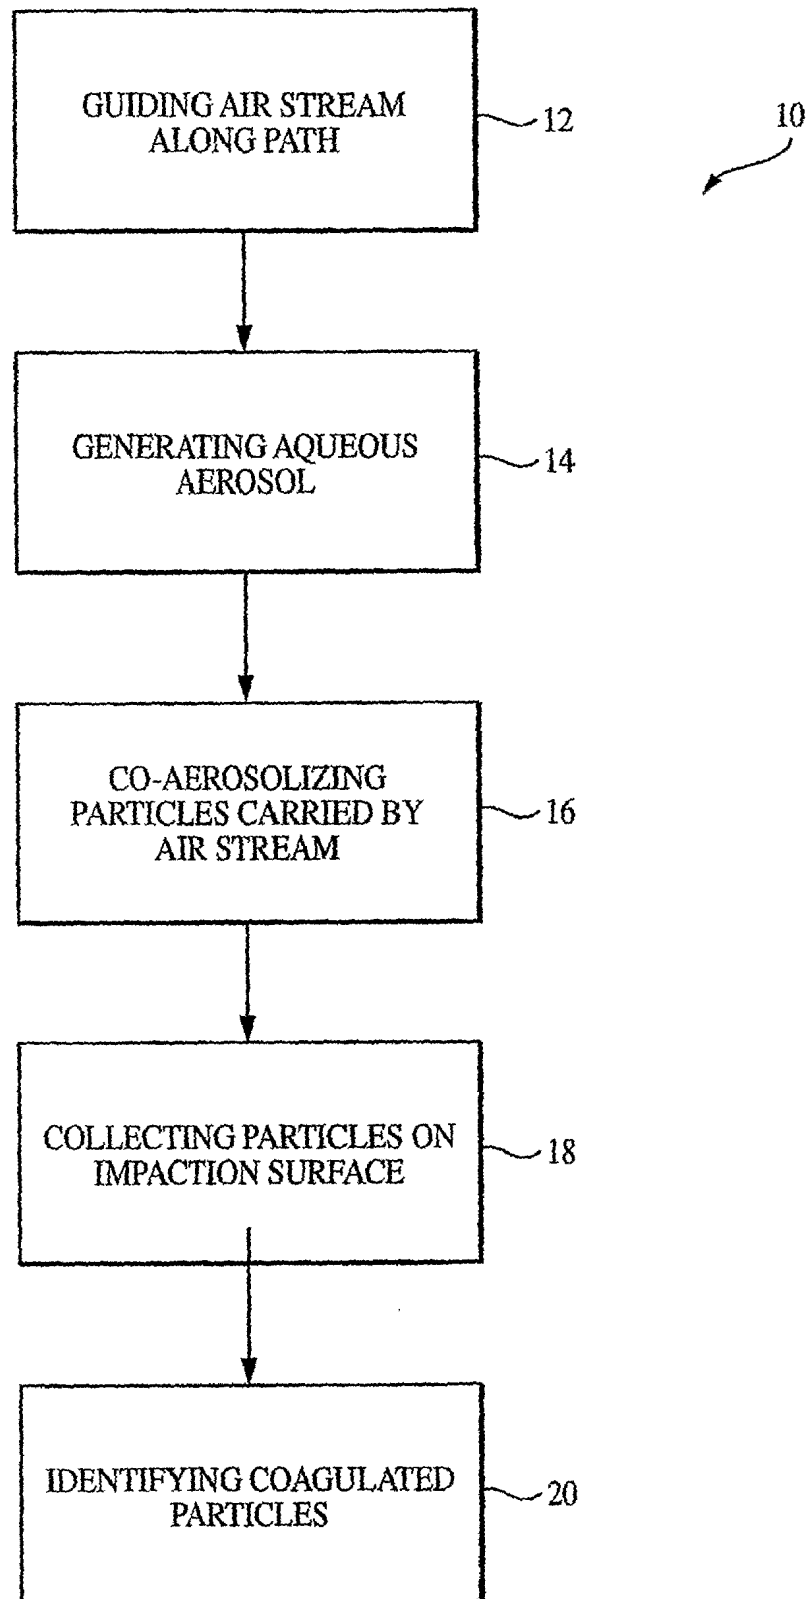 GUIDING AIR STREAM
ALONG PATH
12
10
GENERATING AQUEOUS
AEROSOL
14
CO-AEROSOLIZING
PARTICLES CARRIED BY
AIR STREAM
16
COLLECTING PARTICLES ON
IMPACTION SURFACE
18
IDENTIFYING COAGULATED
PARTICLES
20